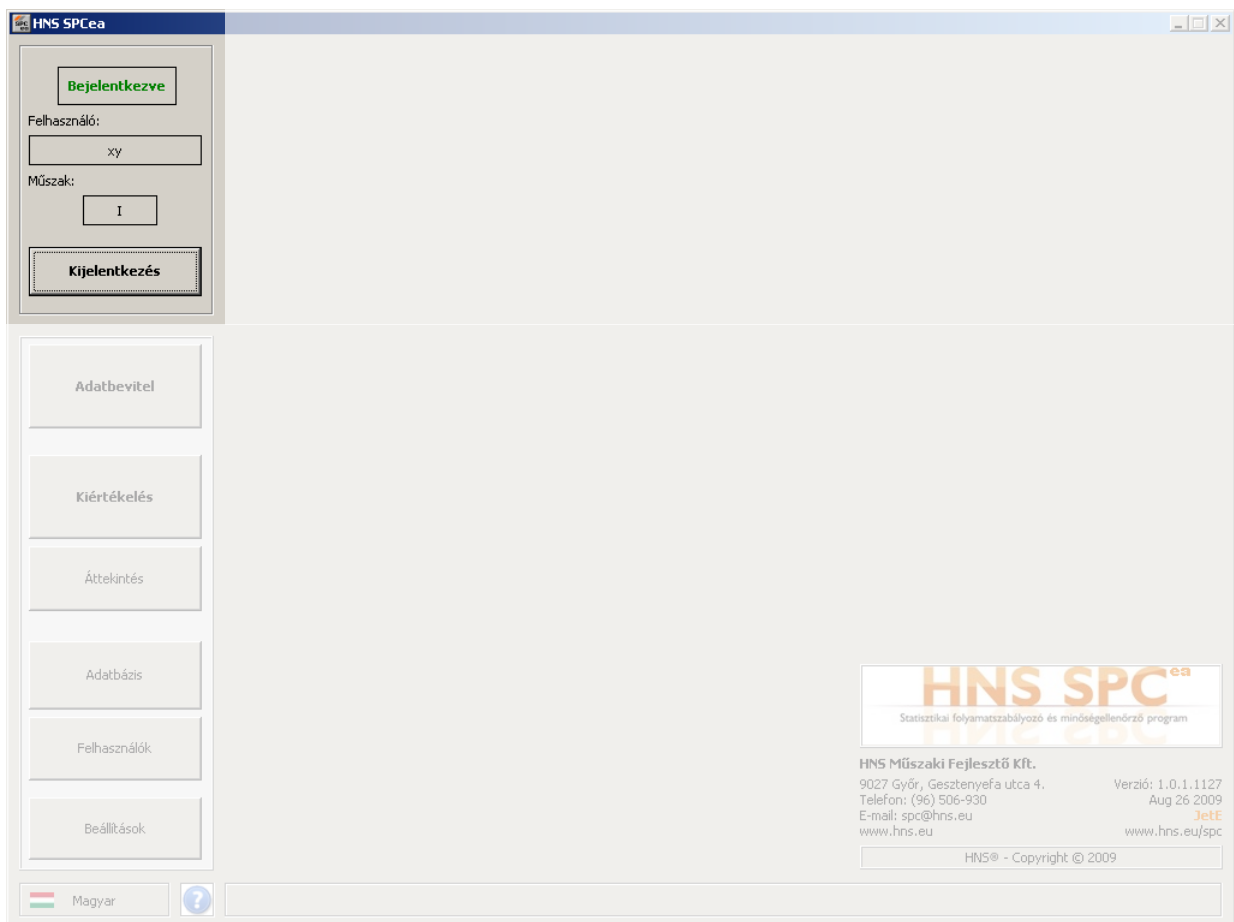 HNS SPCea
Bejelentkezve
Felhasználó:
xy
Műszak:
I
Kijelentkezés
Adatbevitel
Kiértékelés
Áttekintés
Adatbázis
Felhasználók
Beállítások
Magyar
?
HNS SPCea
Statisztikai folyamatszabályozó és minőségellenőrző program
HNS Műszaki Fejlesztő Kft.
9027 Győr, Gesztenyefa utca 4. Verzió: 1.0.1.1127
Telefon: (96) 506-930 Aug 26 2009
E-mail: spc@hns.eu JetE
www.hns.eu www.hns.eu/spc
HNS® - Copyright © 2009